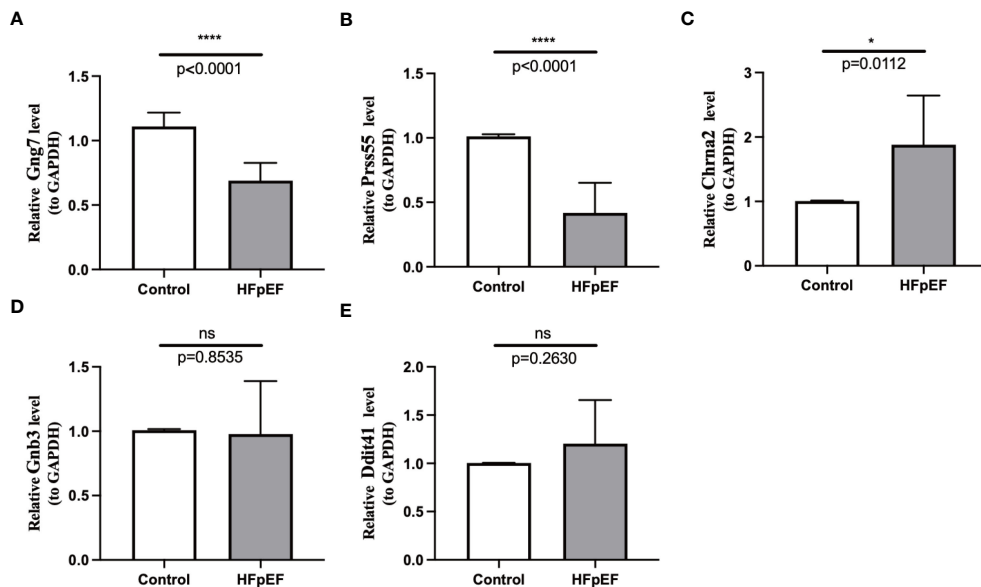 A
****
p<0.0001
Relative Gng7 level
(to GAPDH)
1.5
1.0
0.5
0.0
Control
HFpEF
B
****
p<0.0001
Relative Prss55 level
(to GAPDH)
1.5
1.0
0.5
0.0
Control
HFpEF
C
*
p=0.0112
Relative Chrna2 level
(to GAPDH)
3
2
1
0
Control
HFpEF
D
ns
p=0.8535
Relative Gnb3 level
(to GAPDH)
1.5
1.0
0.5
0.0
Control
HFpEF
E
ns
p=0.2630
Relative Ddit41 level
(to GAPDH)
2.0
1.5
1.0
0.5
0.0
Control
HFpEF